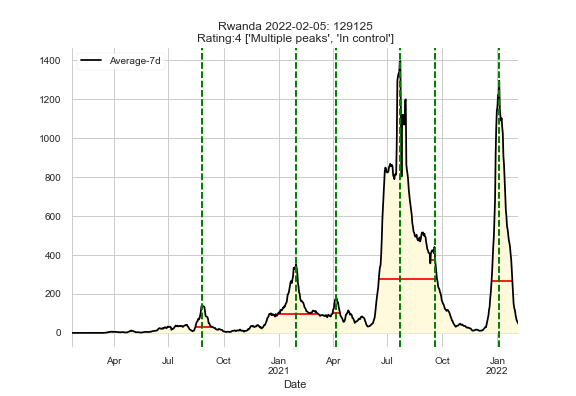 Rwanda 2022-02-05: 129125
Rating:4 ['Multiple peaks', 'In control']
Average-7d
1400
1200
1000
800
600
400
200
0
Apr Jul Oct Jan Apr Jul Oct Jan
2021 2022
Date